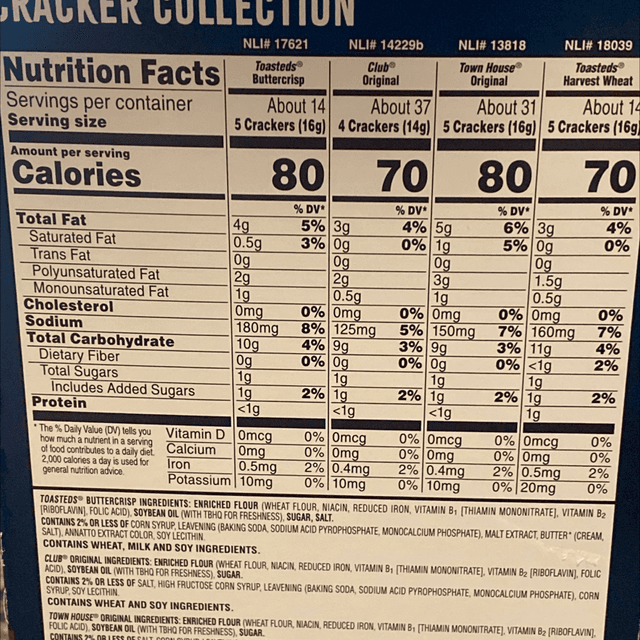 CRACKER COLLECTION
NLI# 17621 NLI# 14229b NLI# 13818 NLI# 18039
Nutrition Facts Toasteds® Buttercrisp Club® Original Town House® Original Toasteds® Harvest Wheat
Servings per container About 14 About 37 About 31 About 14
Serving size 5 Crackers (16g) 4 Crackers (14g) 5 Crackers (16g) 5 Crackers (16g)
Amount per serving
Calories 80 70 80 70
% DV* % DV* % DV* % DV*
Total Fat 4g 5% 3g 4% 5g 6% 3g 4%
Saturated Fat 0.5g 3% 0g 0% 1g 5% 0g 0%
Trans Fat 0g 0g 0g 0g
Polyunsaturated Fat 2g 2g 3g 1.5g
Monounsaturated Fat 1g 0.5g 1g 0.5g
Cholesterol 0mg 0% 0mg 0% 0mg 0% 0mg 0%
Sodium 180mg 8% 125mg 5% 150mg 7% 160mg 7%
Total Carbohydrate 10g 4% 9g 3% 9g 3% 11g 4%
Dietary Fiber 0g 0% 0g 0% 0g 0% <1g 2%
Total Sugars 1g 1g 1g 1g
Includes Added Sugars 1g 2% 1g 2% 1g 2% 1g 2%
Protein <1g <1g <1g 1g
* The % Daily Value (DV) tells you
how much a nutrient in a serving
of food contributes to a daily diet.
2,000 calories a day is used for
general nutrition advice.
Vitamin D 0mcg 0% 0mcg 0% 0mcg 0% 0mcg 0%
Calcium 0mg 0% 0mg 0% 0mg 0% 0mg 0%
Iron 0.5mg 2% 0.4mg 2% 0.4mg 2% 0.5mg 2%
Potassium 10mg 0% 10mg 0% 10mg 0% 20mg 0%
TOASTEDS® BUTTERCRISP INGREDIENTS: ENRICHED FLOUR (WHEAT FLOUR, NIACIN, REDUCED IRON, VITAMIN B1 [THIAMIN MONONITRATE], VITAMIN B2
[RIBOFLAVIN], FOLIC ACID), SOYBEAN OIL (WITH TBHQ FOR FRESHNESS), SUGAR, SALT.
CONTAINS 2% OR LESS OF CORN SYRUP, LEAVENING (BAKING SODA, SODIUM ACID PYROPHOSPHATE, MONOCALCIUM PHOSPHATE), MALT EXTRACT, BUTTER* (CREAM,
SALT), ANNATTO EXTRACT COLOR, SOY LECITHIN.
CONTAINS WHEAT, MILK AND SOY INGREDIENTS.
CLUB® ORIGINAL INGREDIENTS: ENRICHED FLOUR (WHEAT FLOUR, NIACIN, REDUCED IRON, VITAMIN B1 [THIAMIN MONONITRATE], VITAMIN B2 [RIBOFLAVIN], FOLIC
ACID), SOYBEAN OIL (WITH TBHQ FOR FRESHNESS), SUGAR.
CONTAINS 2% OR LESS OF SALT, HIGH FRUCTOSE CORN SYRUP, LEAVENING (BAKING SODA, SODIUM ACID PYROPHOSPHATE, MONOCALCIUM PHOSPHATE), CORN
SYRUP, SOY LECITHIN.
CONTAINS WHEAT AND SOY INGREDIENTS.
TOWN HOUSE® ORIGINAL INGREDIENTS: ENRICHED FLOUR (WHEAT FLOUR, NIACIN, REDUCED IRON, VITAMIN B1 [THIAMIN MONONITRATE], VITAMIN B2 [RIBOFLAVIN],
FOLIC ACID), SOYBEAN OIL (WITH TBHQ FOR FRESHNESS), SUGAR.
CONTAINS 2% OR LESS OF SALT, CORN SYRUP